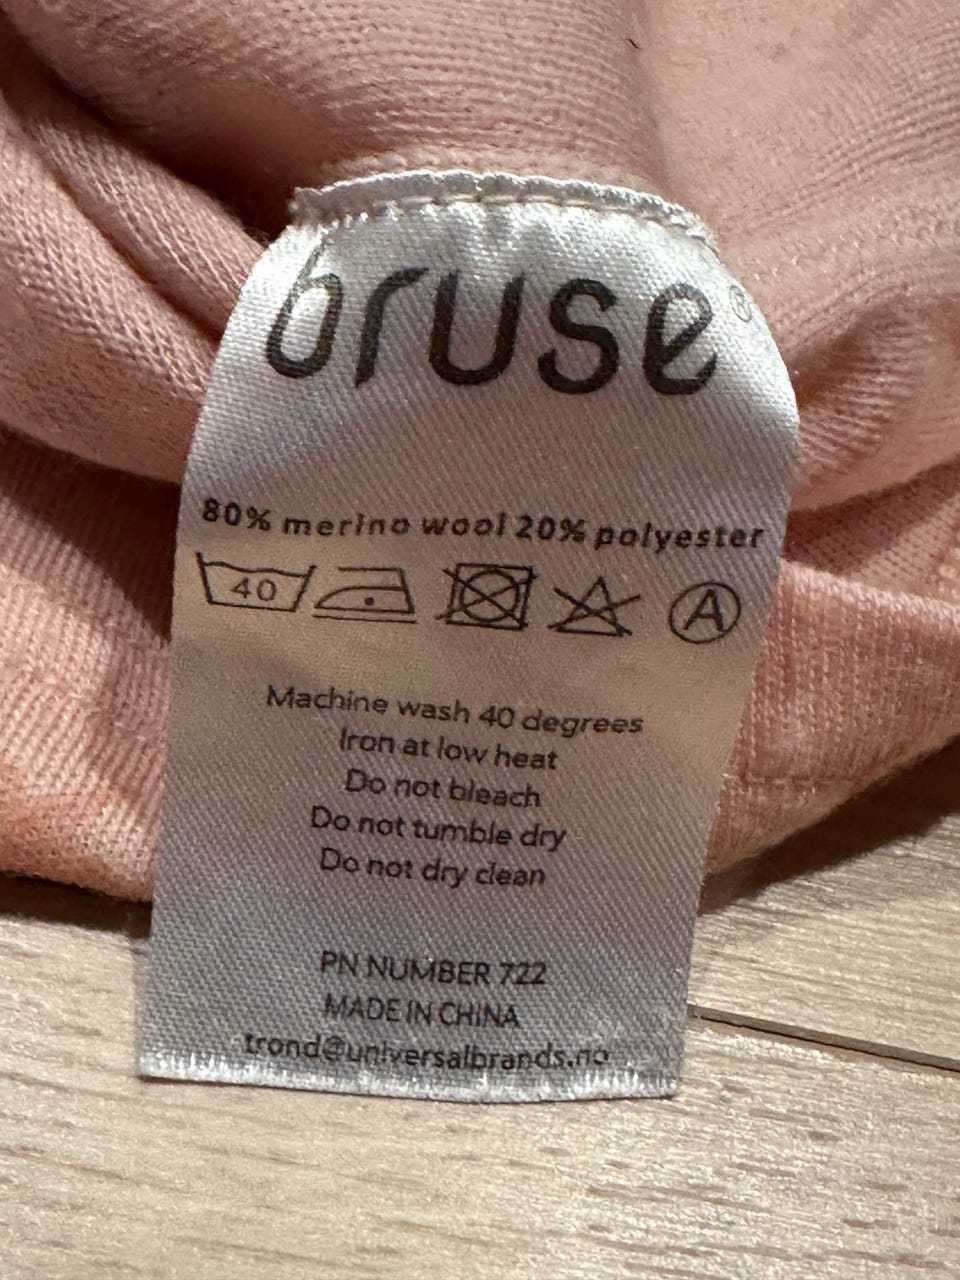 bruse®
80% merino wool 20% polyester
40 A
Machine wash 40 degrees
Iron at low heat
Do not bleach
Do not tumble dry
Do not dry clean
PN NUMBER 722
MADE IN CHINA
trond@universalbrands.no